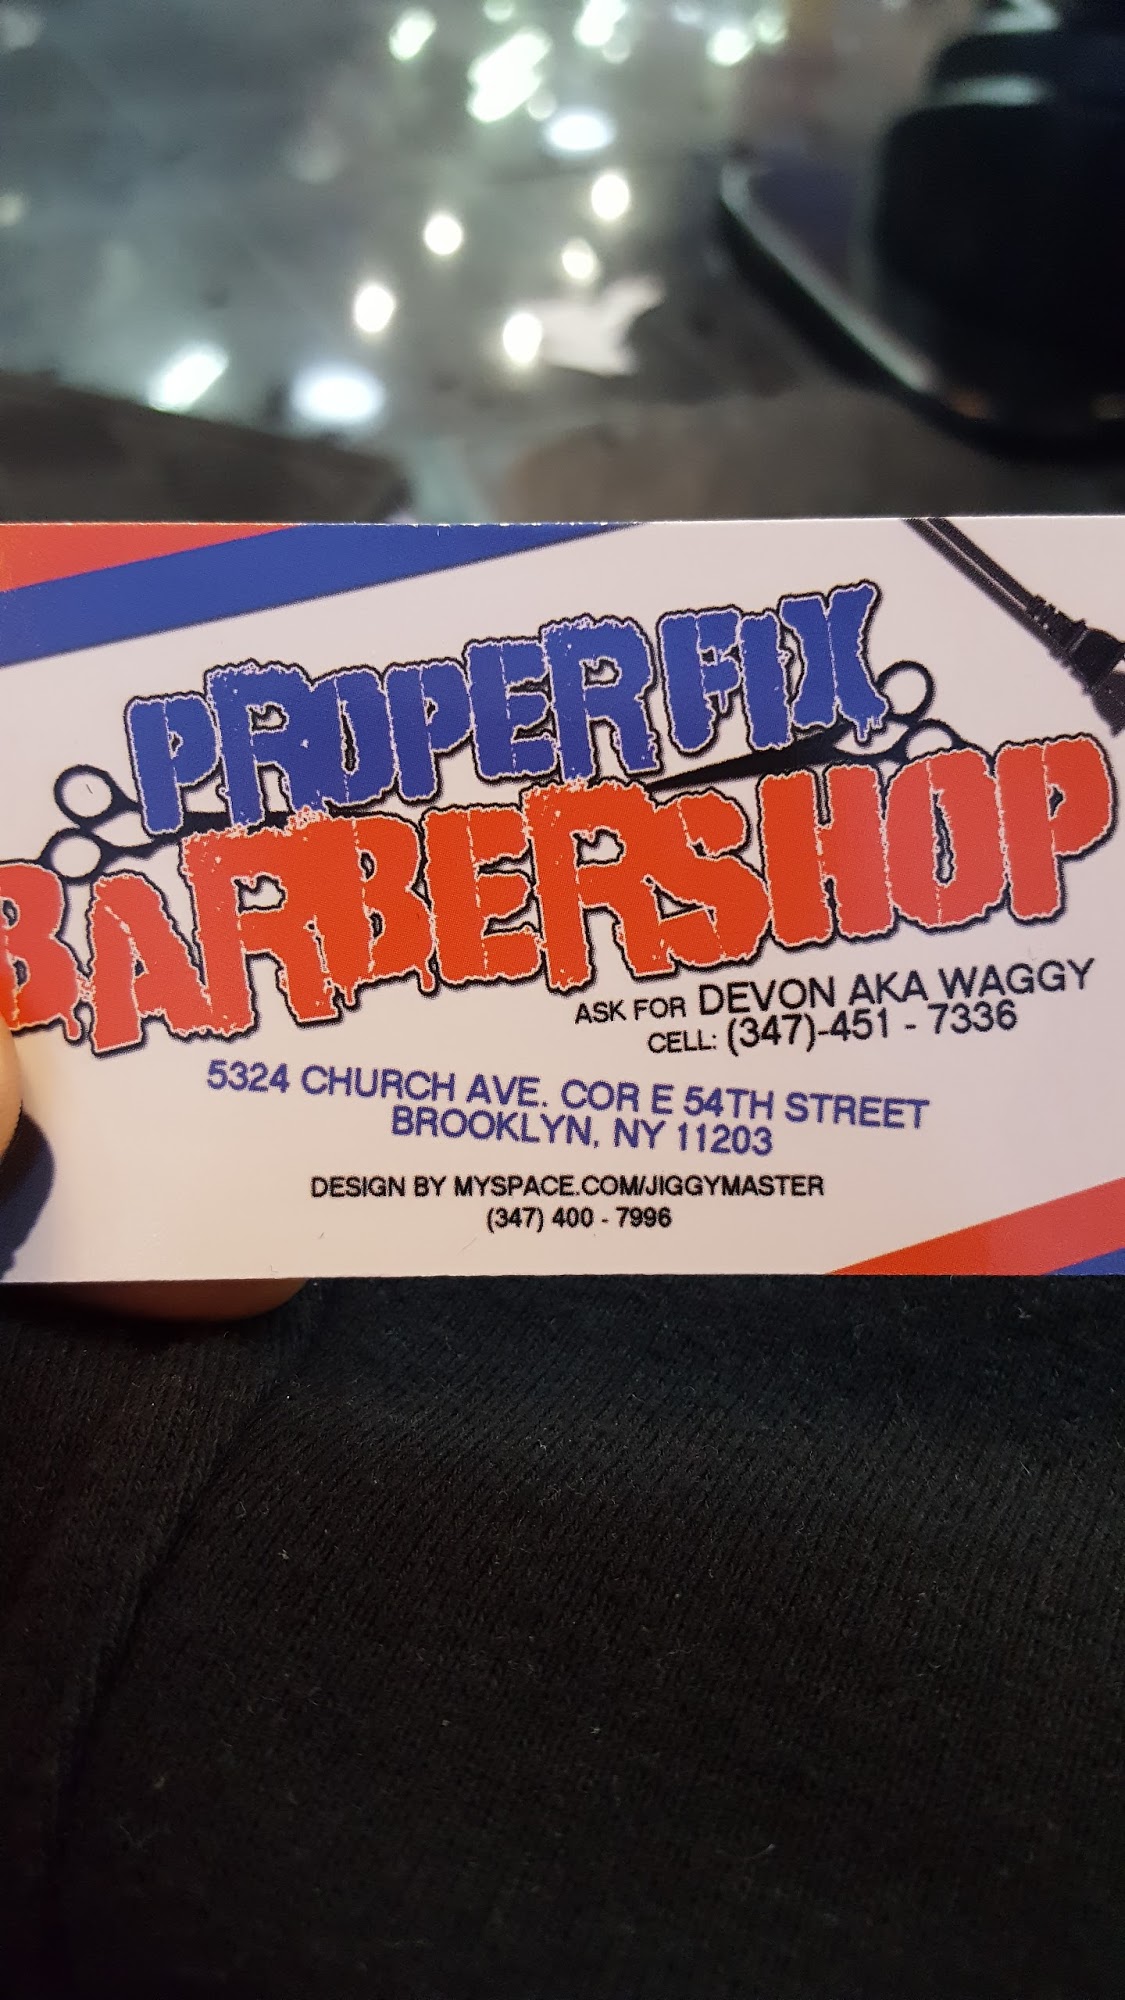 PROPER FIX
BARBERSHOP
ASK FOR DEVON AKA WAGGY
CELL: (347)-451 - 7336
5324 CHURCH AVE. COR E 54TH STREET
BROOKLYN, NY 11203
DESIGN BY MYSPACE.COM/JIGGYMASTER
(347) 400 - 7996